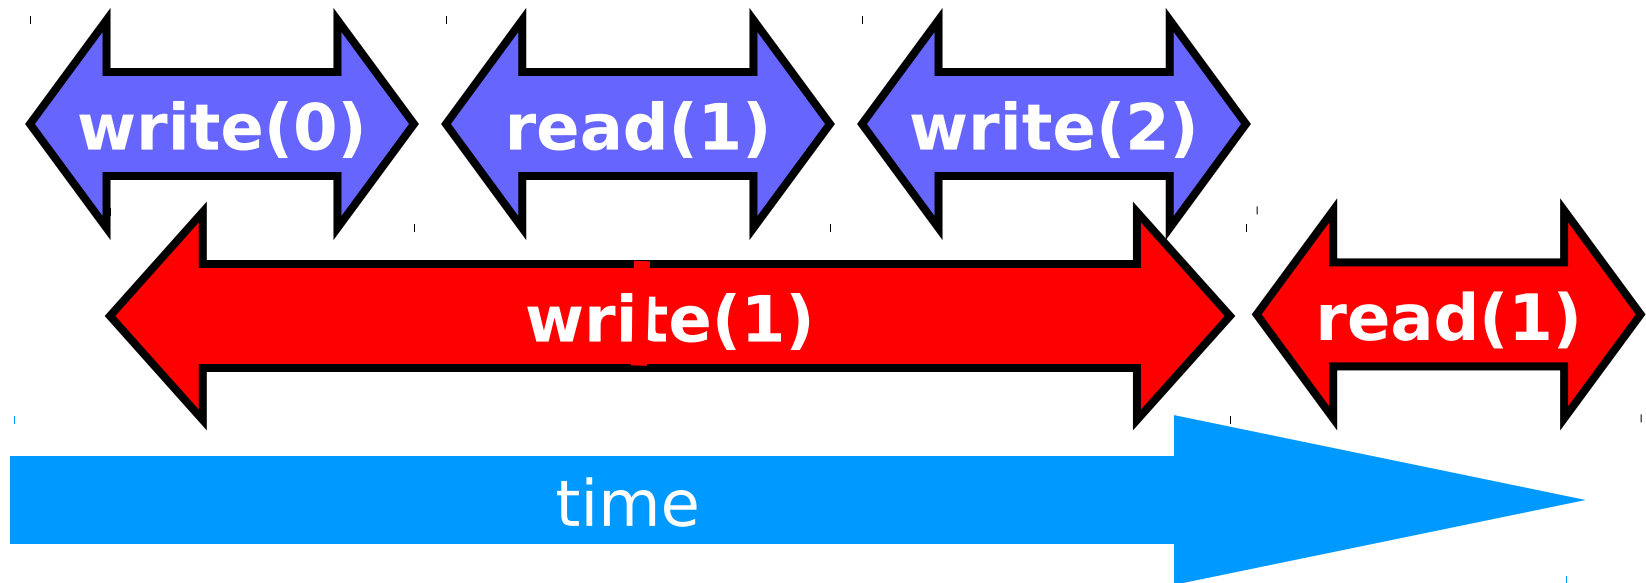 write(0) read(1) write(2)
write(1) read(1)
time